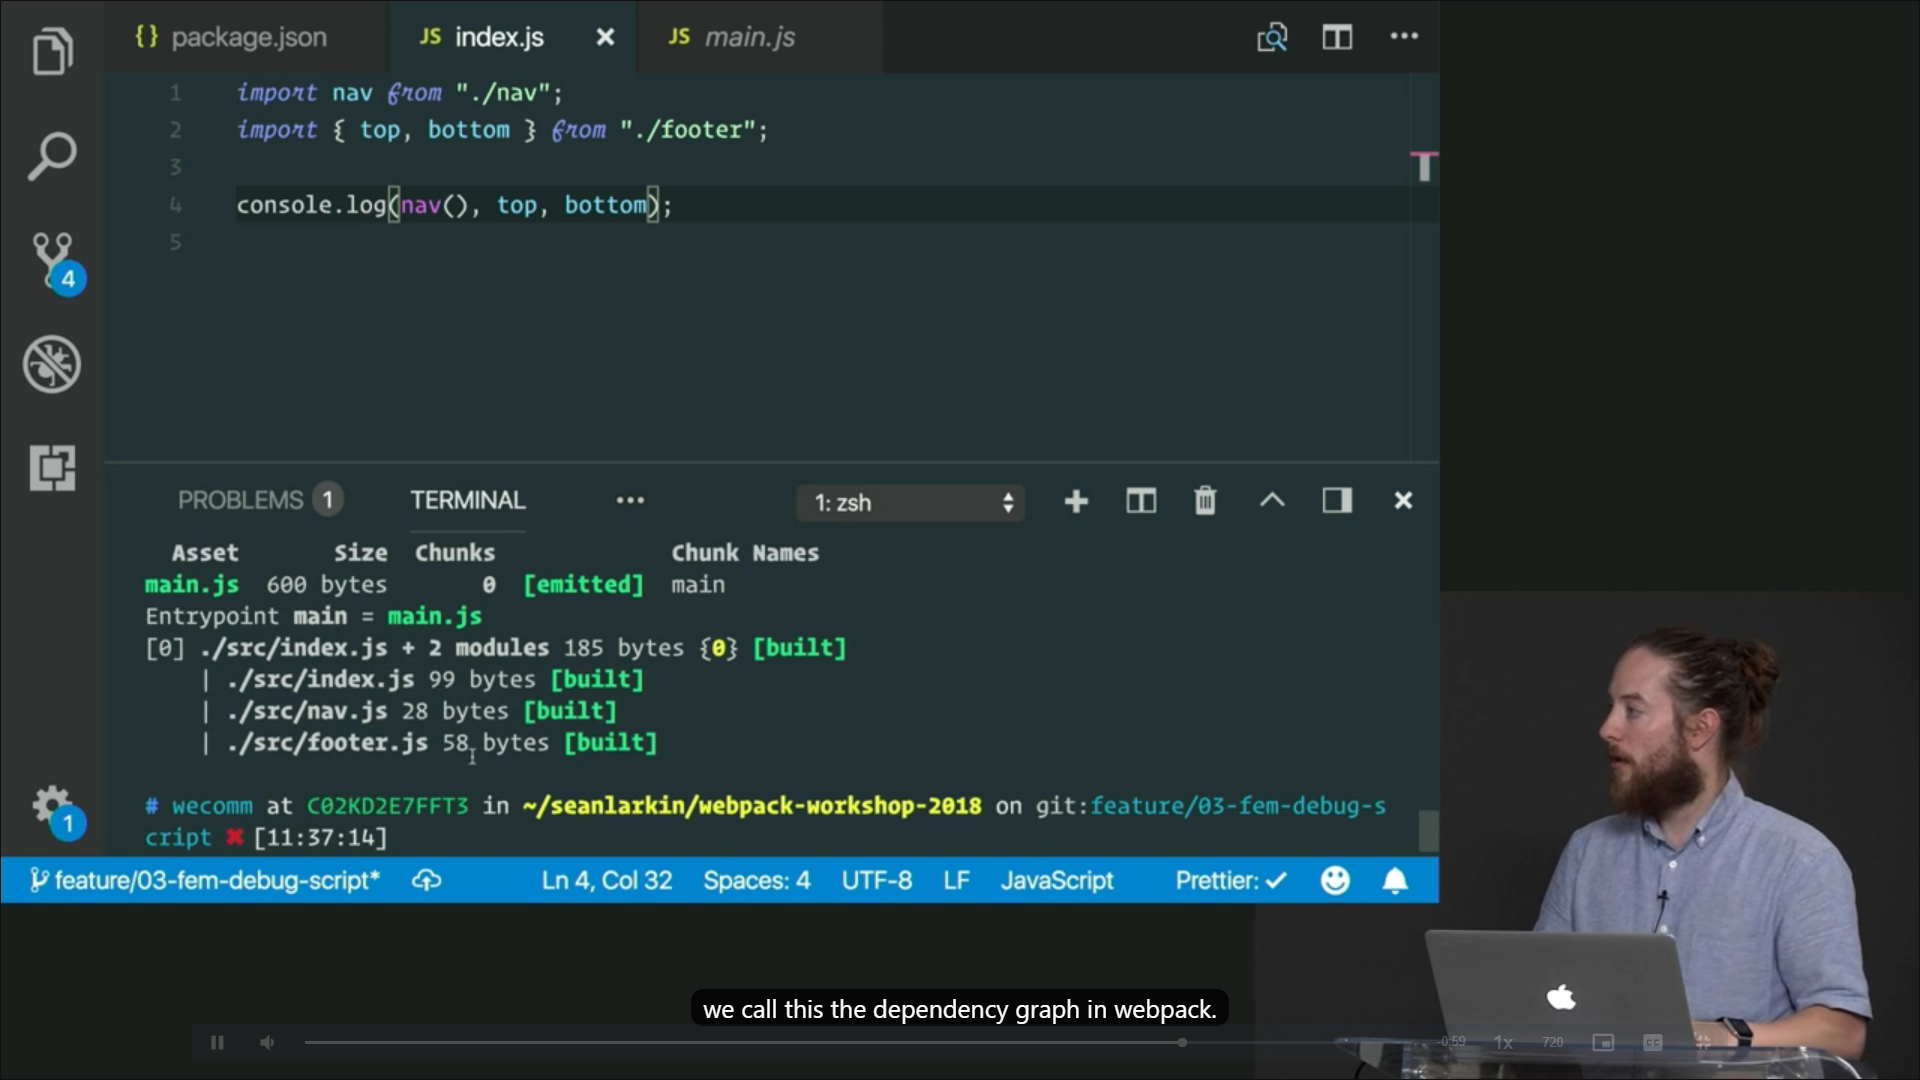 {} package.json JS index.js × JS main.js
1 import nav from "./nav";
2 import { top, bottom } from "./footer";
3
4 console.log(nav(), top, bottom);
5
4
PROBLEMS 1 TERMINAL ••• 1: zsh
Asset Size Chunks Chunk Names
main.js 600 bytes 0 [emitted] main
Entrypoint main = main.js
[0] ./src/index.js + 2 modules 185 bytes {0} [built]
| ./src/index.js 99 bytes [built]
| ./src/nav.js 28 bytes [built]
| ./src/footer.js 58 bytes [built]
# wecomm at C02KD2E7FFT3 in ~/seanlarkin/webpack-workshop-2018 on git:feature/03-fem-debug-s
cript ✖ [11:37:14]
1
feature/03-fem-debug-script* Ln 4, Col 32 Spaces: 4 UTF-8 LF JavaScript Prettier: ✓
we call this the dependency graph in webpack.
-0:59 1x 720 CC